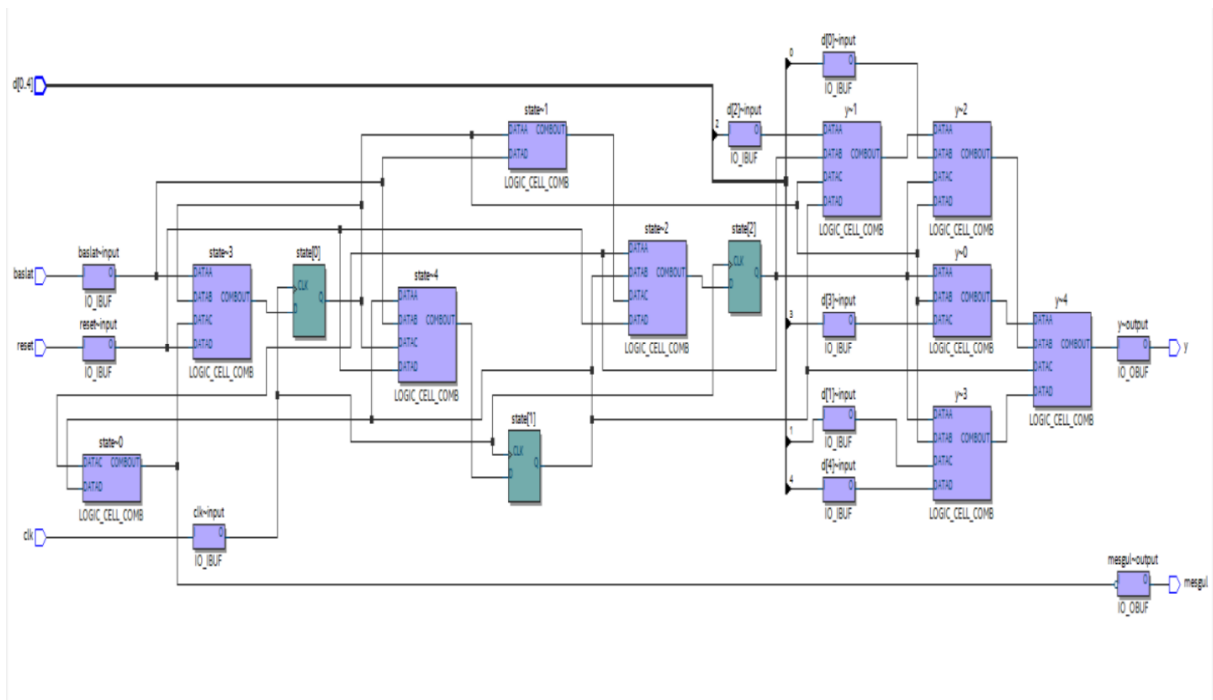 d[0..4]
baslat
reset
clk
baslat~input
O
IO_IBUF
reset~input
O
IO_IBUF
state~0
DATAC COMBOUT
DATAD
LOGIC_CELL_COMB
clk~input
O
IO_IBUF
state~3
DATAA
DATAB COMBOUT
DATAC
DATAD
LOGIC_CELL_COMB
state[0]
CLK
Q
D
state~4
DATAA
DATAB COMBOUT
DATAC
DATAD
LOGIC_CELL_COMB
state~1
DATAA COMBOUT
DATAD
LOGIC_CELL_COMB
state[1]
CLK
Q
D
state~2
DATAA
DATAB COMBOUT
DATAC
DATAD
LOGIC_CELL_COMB
state[2]
CLK
Q
D
2
d[2]~input
O
IO_IBUF
0
d[0]~input
O
IO_IBUF
y~1
DATAA
DATAB COMBOUT
DATAC
DATAD
LOGIC_CELL_COMB
3
d[3]~input
O
IO_IBUF
1
d[1]~input
O
IO_IBUF
4
d[4]~input
O
IO_IBUF
y~2
DATAA
DATAB COMBOUT
DATAC
DATAD
LOGIC_CELL_COMB
y~0
DATAA
DATAB COMBOUT
DATAC
LOGIC_CELL_COMB
y~3
DATAA
DATAB COMBOUT
DATAC
DATAD
LOGIC_CELL_COMB
y~4
DATAA
DATAB COMBOUT
DATAC
DATAD
LOGIC_CELL_COMB
y~output
O
IO_OBUF
y
mesgul~output
O
IO_OBUF
mesgul